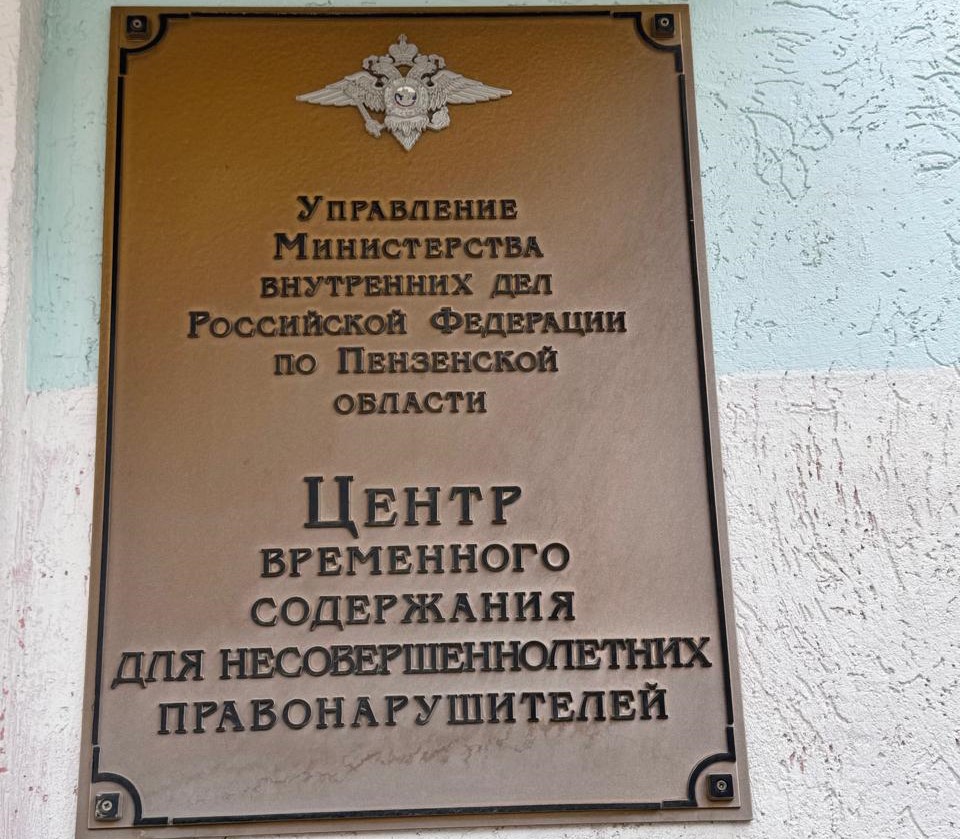 Управление
Министерства
внутренних дел
Российской Федерации
по Пензенской
области
Центр
временного
содержания
для несовершеннолетних
правонарушителей